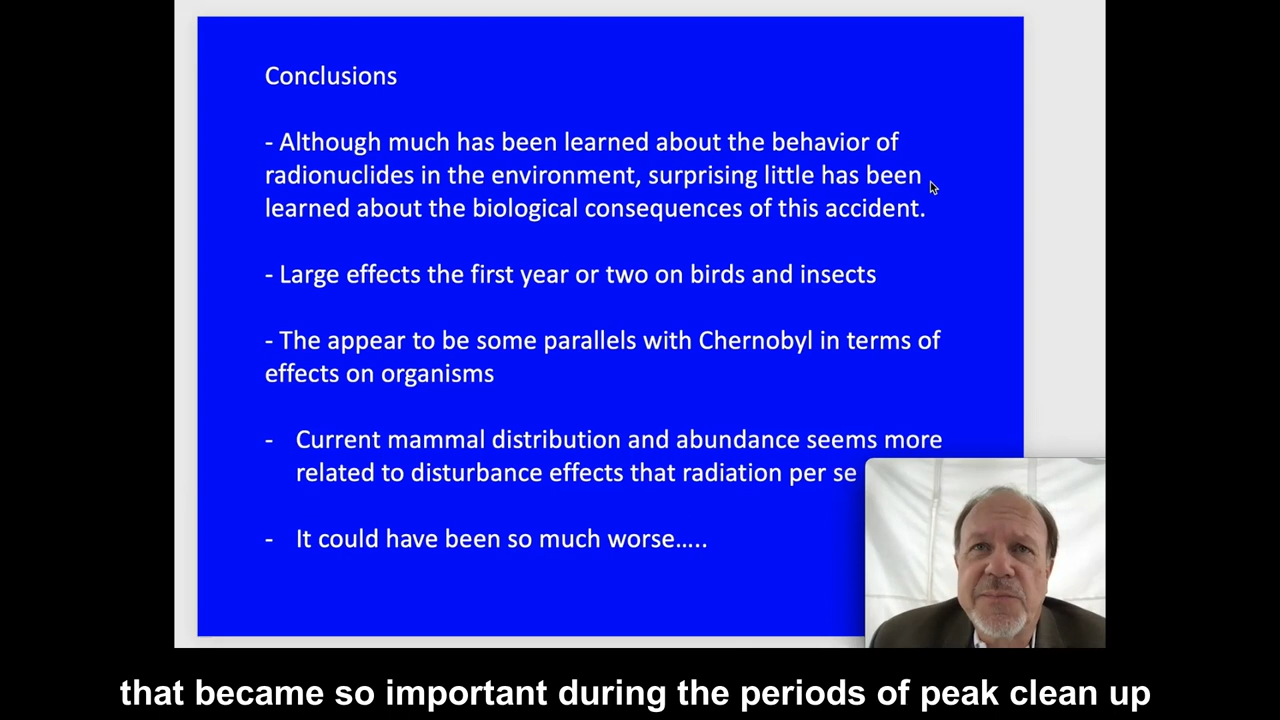 Conclusions
- Although much has been learned about the behavior of
radionuclides in the environment, surprising little has been
learned about the biological consequences of this accident.
- Large effects the first year or two on birds and insects
- The appear to be some parallels with Chernobyl in terms of
effects on organisms
- Current mammal distribution and abundance seems more
related to disturbance effects that radiation per se
- It could have been so much worse…..
that became so important during the periods of peak clean up